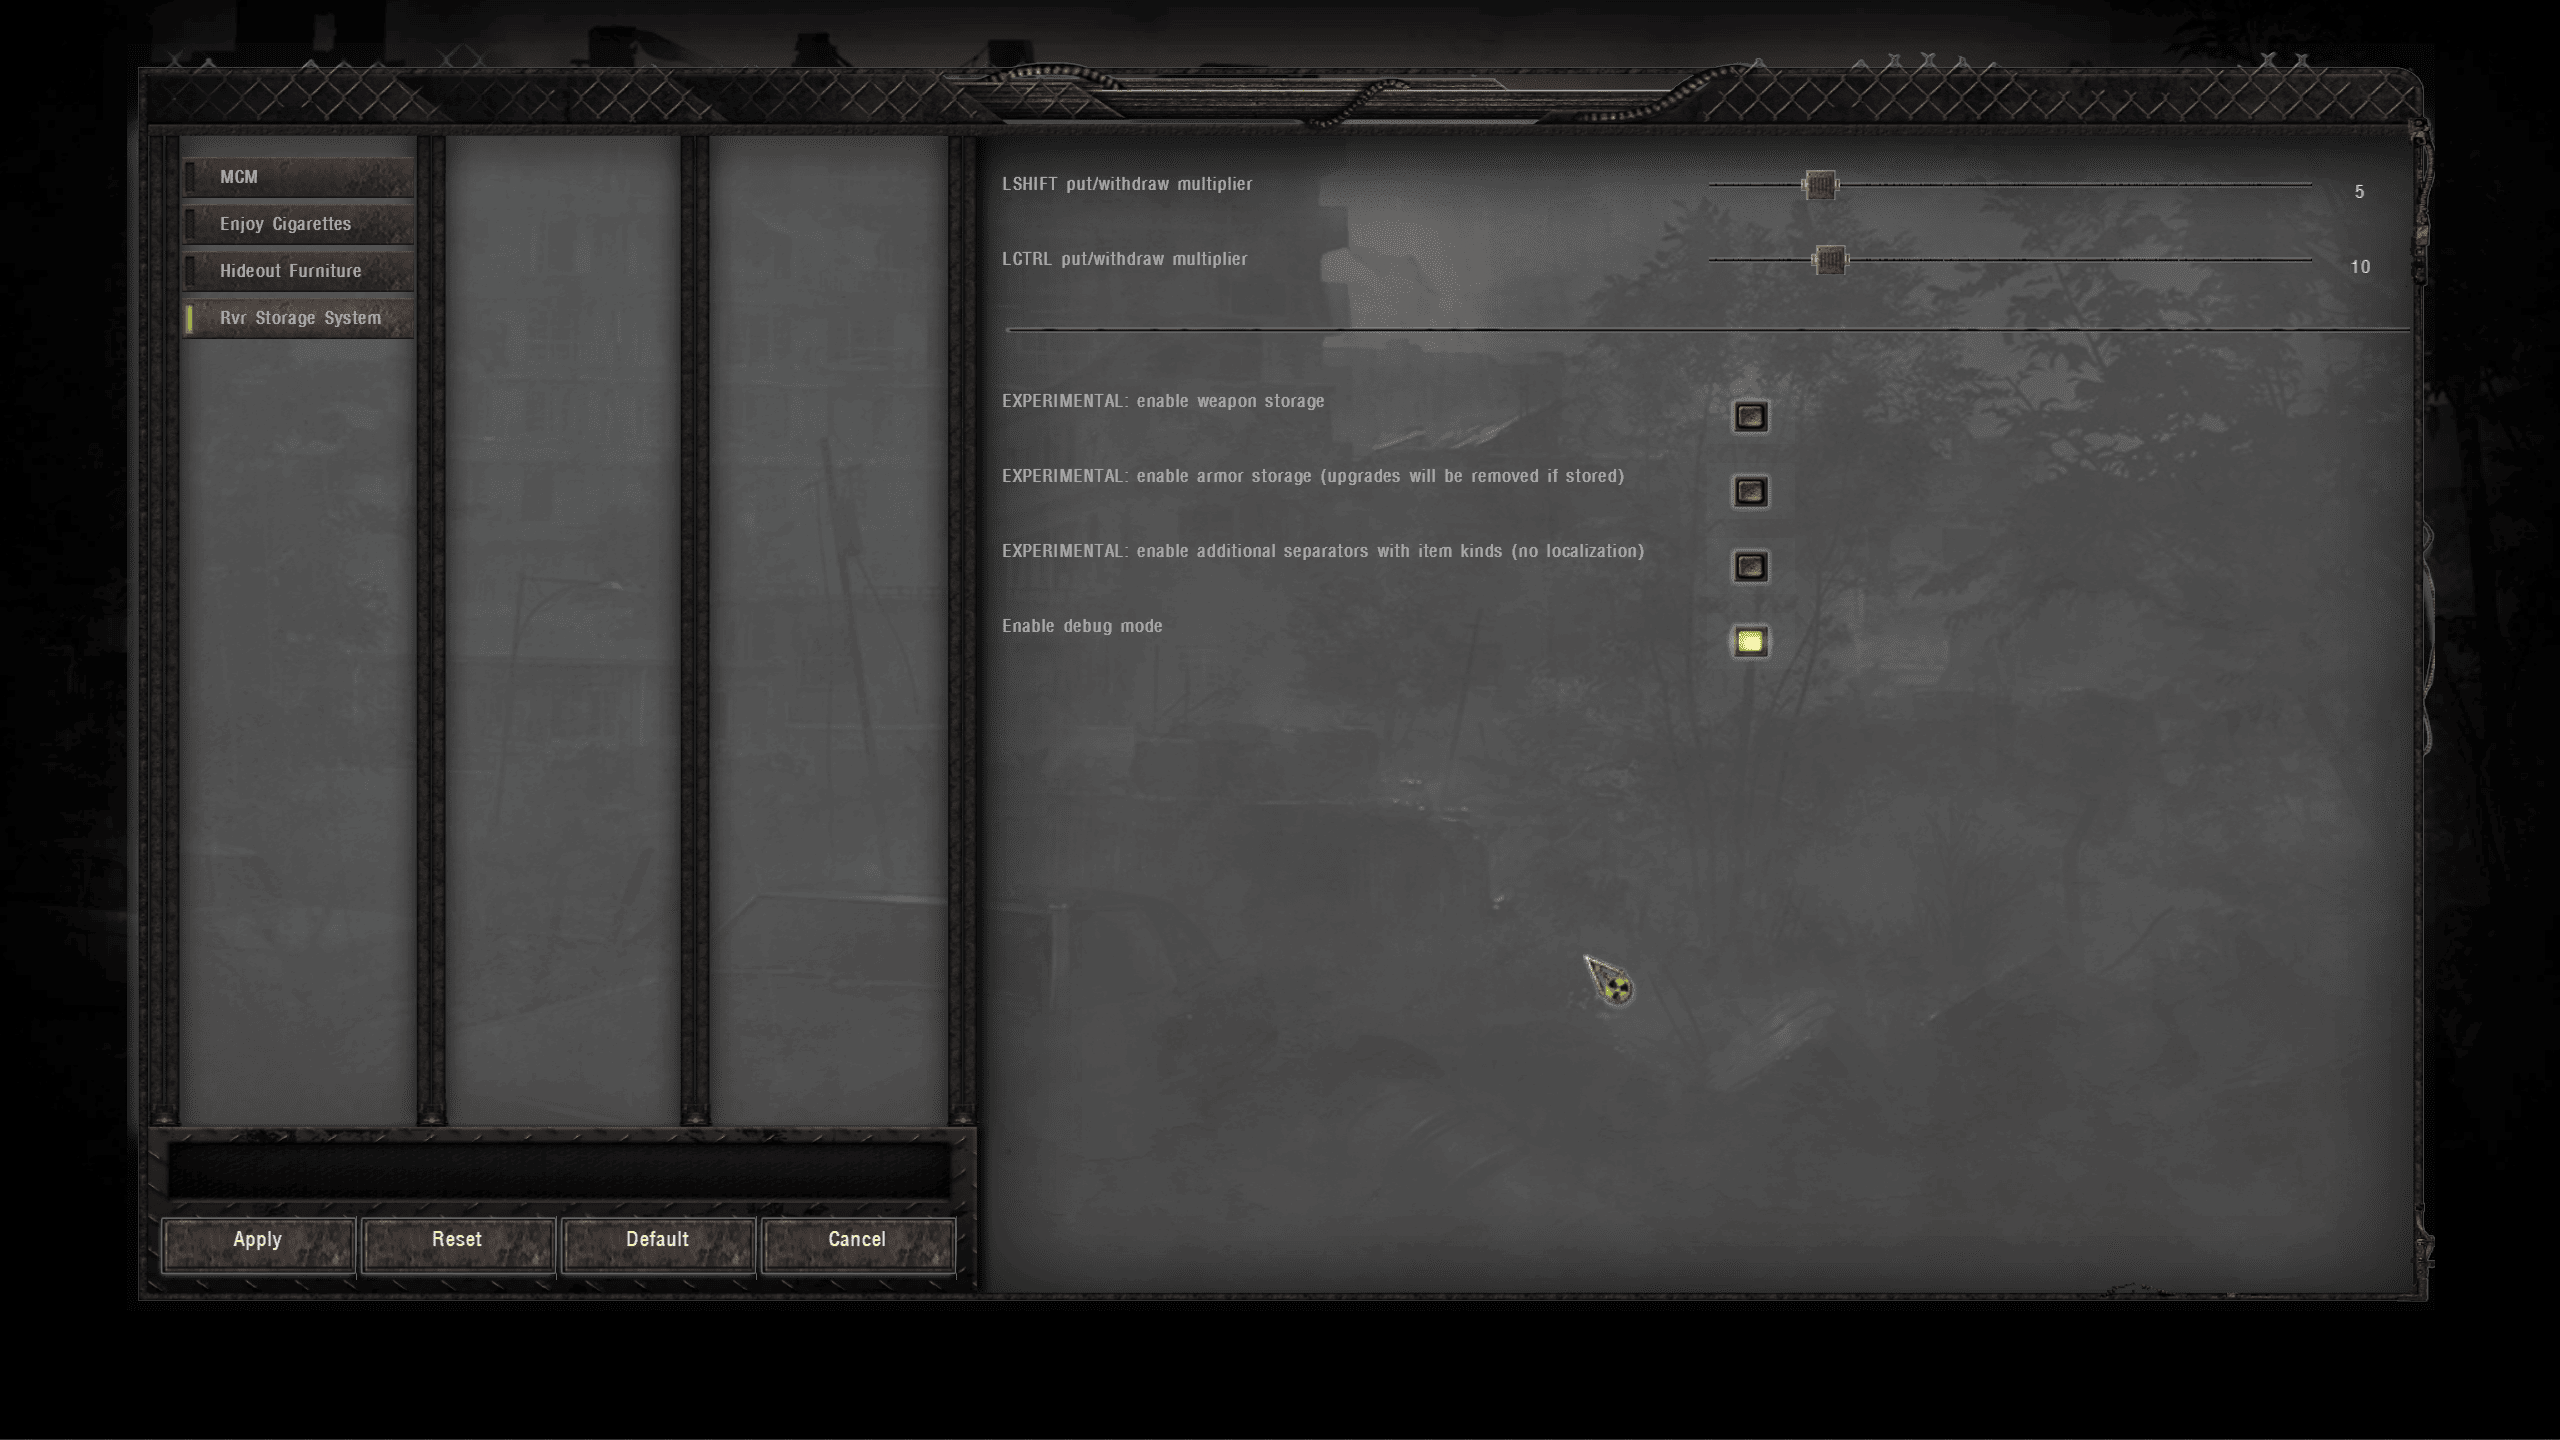 MCM
Enjoy Cigarettes
Hideout Furniture
Rvr Storage System
LSHIFT put/withdraw multiplier
5
LCTRL put/withdraw multiplier
10
EXPERIMENTAL: enable weapon storage
EXPERIMENTAL: enable armor storage (upgrades will be removed if stored)
EXPERIMENTAL: enable additional separators with item kinds (no localization)
Enable debug mode
Apply
Reset
Default
Cancel